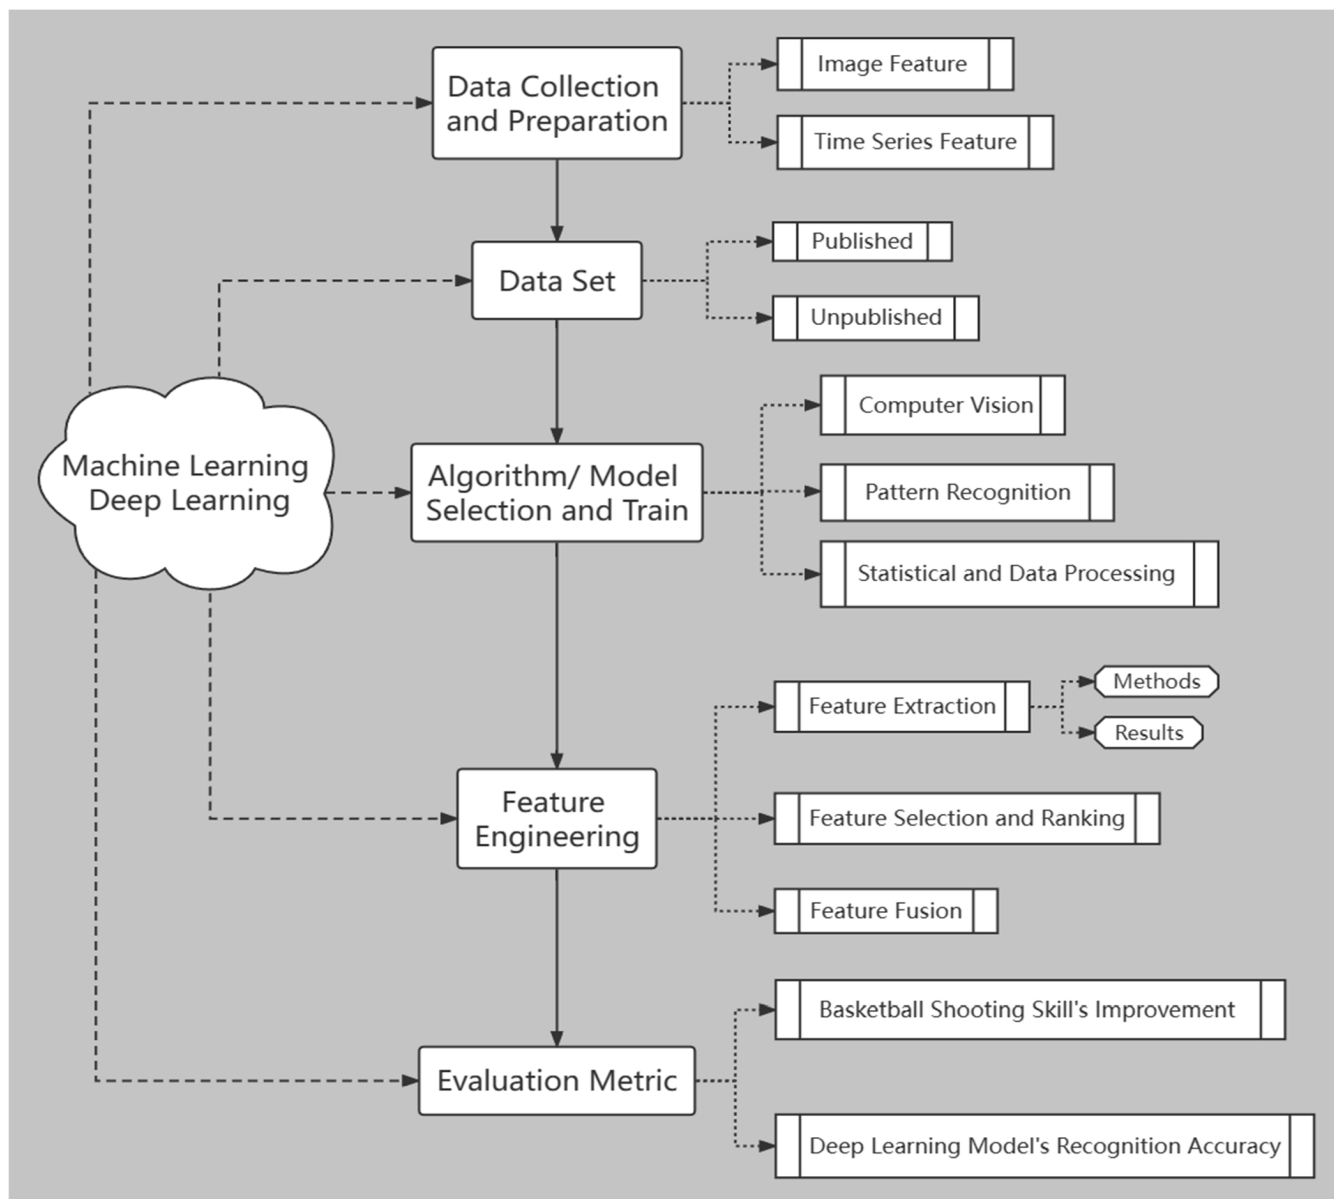 Data Collection
and Preparation
Image Feature
Time Series Feature
Data Set
Published
Unpublished
Machine Learning
Deep Learning
Algorithm/ Model
Selection and Train
Computer Vision
Pattern Recognition
Statistical and Data Processing
Feature
Engineering
Feature Extraction
Methods
Results
Feature Selection and Ranking
Feature Fusion
Evaluation Metric
Basketball Shooting Skill's Improvement
Deep Learning Model's Recognition Accuracy